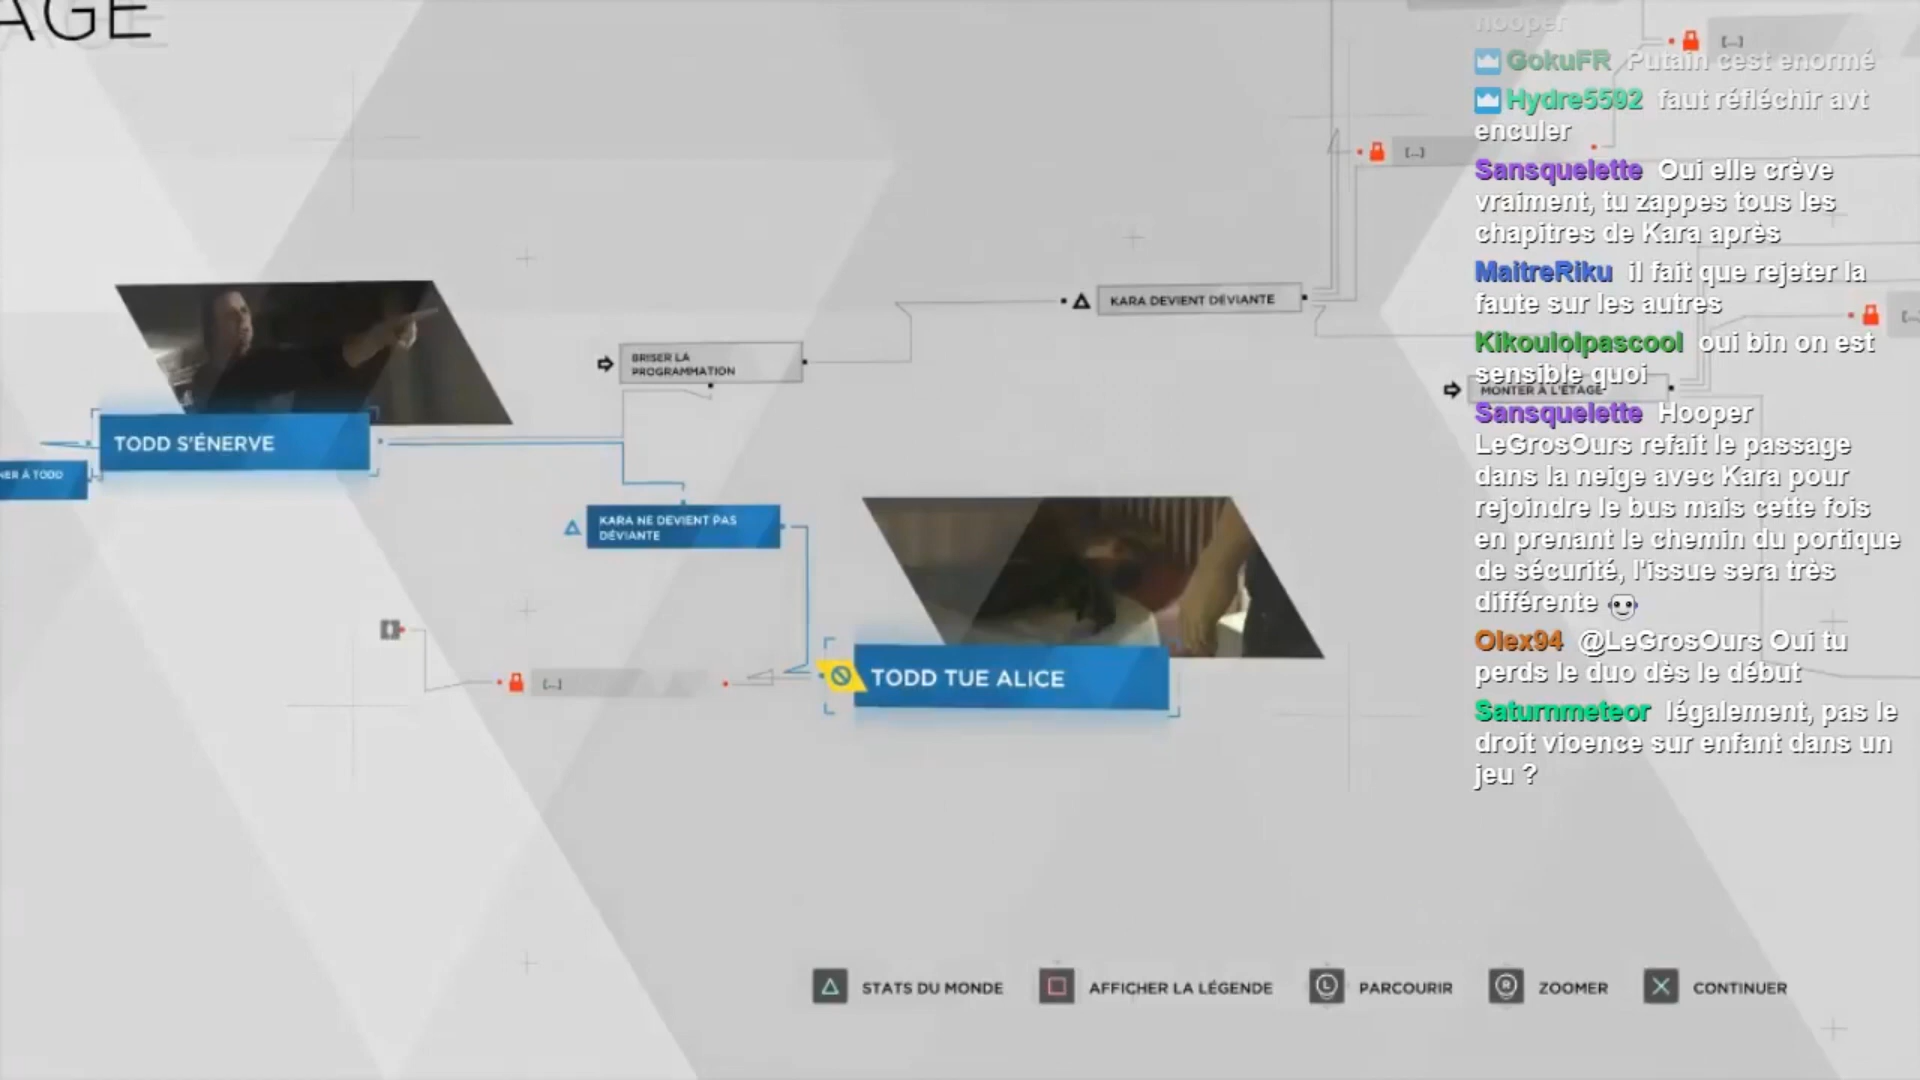 AGE
TODD S'ÉNERVE
NER À TODD
BRISER LA
PROGRAMMATION
KARA DEVIENT DÉVIANTE
KARA NE DEVIENT PAS
DÉVIANTE
[...]
TODD TUE ALICE
[...]
[...]
[...]
MONTER À L'ÉTAGE
hooper
GokuFR Putain cest enormé
Hydre5592 faut réfléchir avt
enculer
Sansquelette Oui elle crève
vraiment, tu zappes tous les
chapitres de Kara après
MaitreRiku il fait que rejeter la
faute sur les autres
Kikoulolpascool oui bin on est
sensible quoi
Sansquelette Hooper
LeGrosOurs refait le passage
dans la neige avec Kara pour
rejoindre le bus mais cette fois
en prenant le chemin du portique
de sécurité, l'issue sera très
différente
Olex94 @LeGrosOurs Oui tu
perds le duo dès le début
Saturnmeteor légalement, pas le
droit vioence sur enfant dans un
jeu ?
STATS DU MONDE
AFFICHER LA LÉGENDE
L PARCOURIR
R ZOOMER
CONTINUER